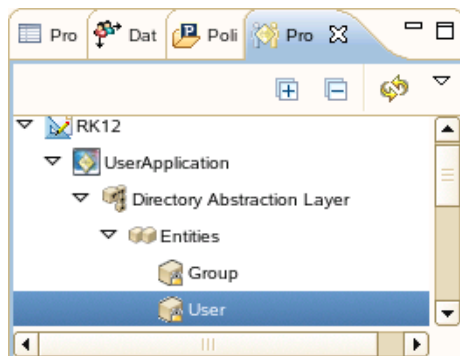 Pro Dat Poli Pro
RK12
UserApplication
Directory Abstraction Layer
Entities
Group
User